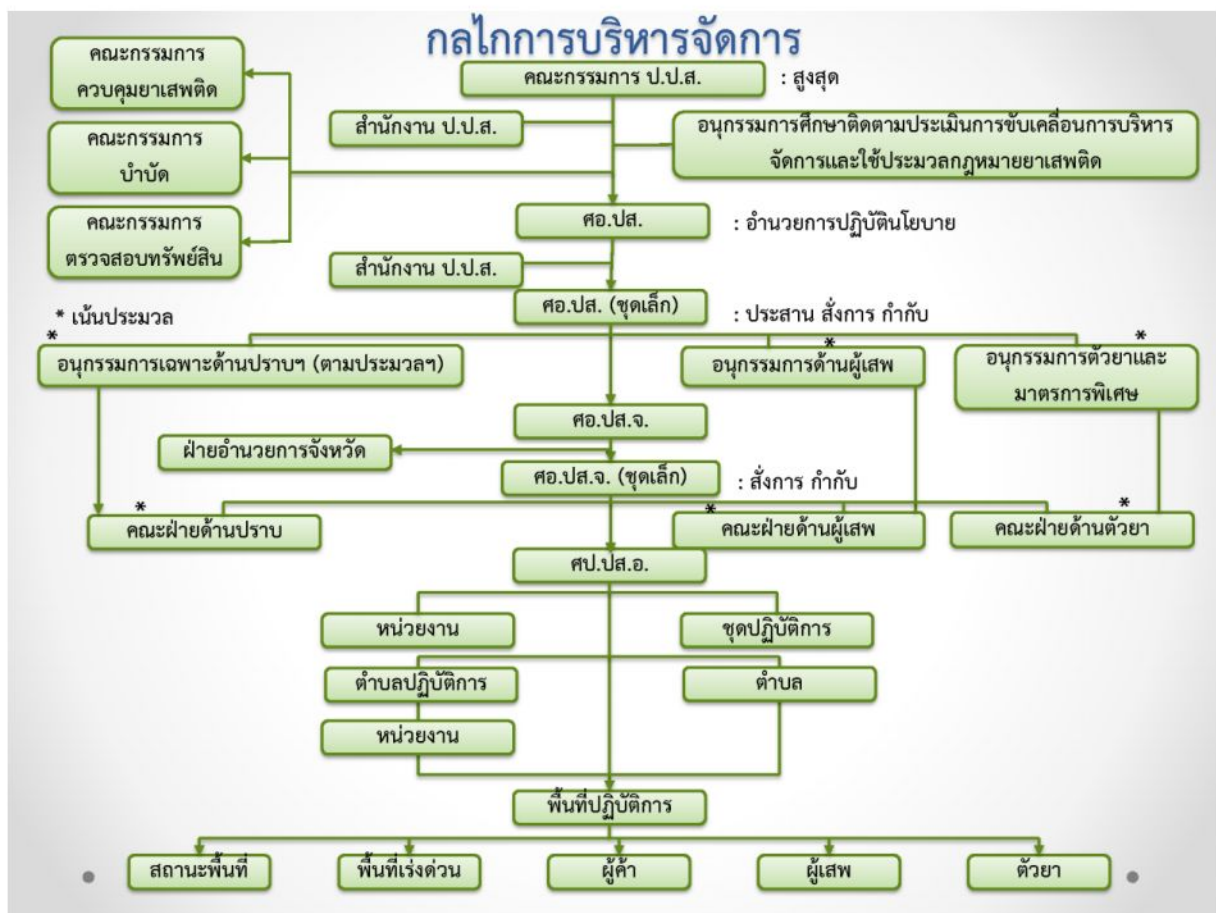 กลไกการบริหารจัดการ
คณะกรรมการ
ควบคุมยาเสพติด
คณะกรรมการ ป.ป.ส.
: สูงสุด
สำนักงาน ป.ป.ส.
อนุกรรมการศึกษาติดตามประเมินการขับเคลื่อนการบริหาร
จัดการและใช้ประมวลกฎหมายยาเสพติด
คณะกรรมการ
บำบัด
คณะกรรมการ
ตรวจสอบทรัพย์สิน
ศอ.ปส.
: อำนวยการปฏิบัตินโยบาย
สำนักงาน ป.ป.ส.
ศอ.ปส. (ชุดเล็ก)
: ประสาน สั่งการ กำกับ
* เน้นประมวล
* อนุกรรมการเฉพาะด้านปราบฯ (ตามประมวลฯ)
* อนุกรรมการด้านผู้เสพ
* อนุกรรมการตัวยาและ
มาตรการพิเศษ
ศอ.ปส.จ.
ฝ่ายอำนวยการจังหวัด
ศอ.ปส.จ. (ชุดเล็ก)
: สั่งการ กำกับ
* คณะฝ่ายด้านปราบ
* คณะฝ่ายด้านผู้เสพ
* คณะฝ่ายด้านตัวยา
ศป.ปส.อ.
หน่วยงาน
ชุดปฏิบัติการ
ตำบลปฏิบัติการ
ตำบล
หน่วยงาน
พื้นที่ปฏิบัติการ
สถานะพื้นที่
พื้นที่เร่งด่วน
ผู้ค้า
ผู้เสพ
ตัวยา